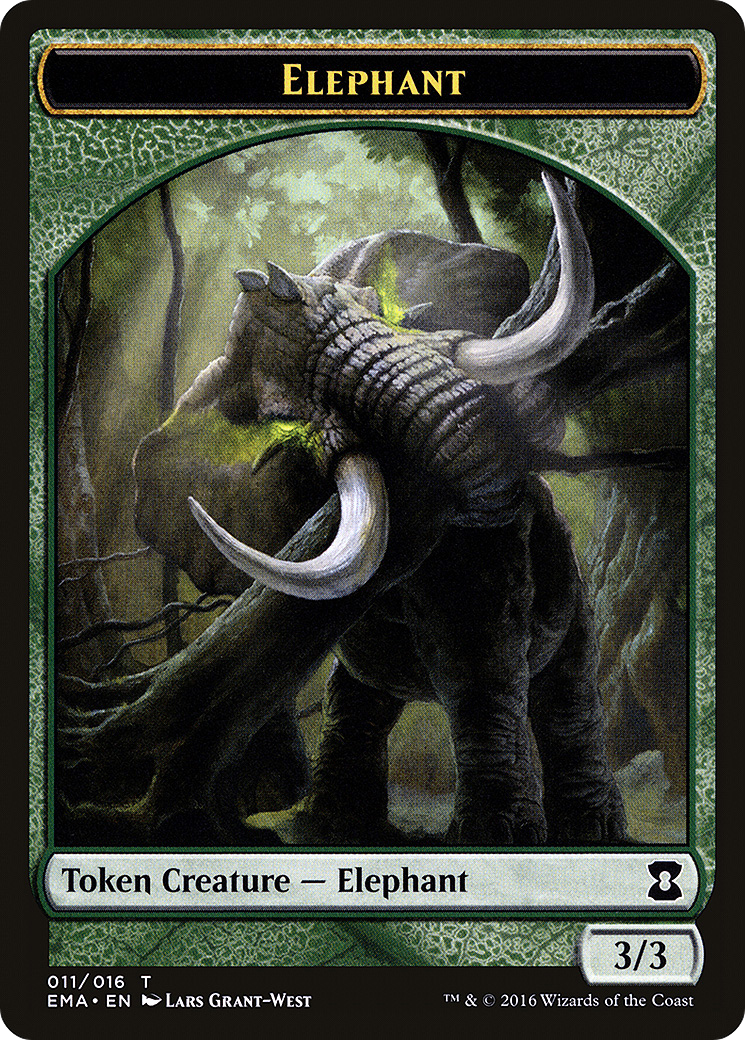 Elephant
Token Creature — Elephant
3/3
011/016 T
EMA • EN Lars Grant-West
™ & © 2016 Wizards of the Coast